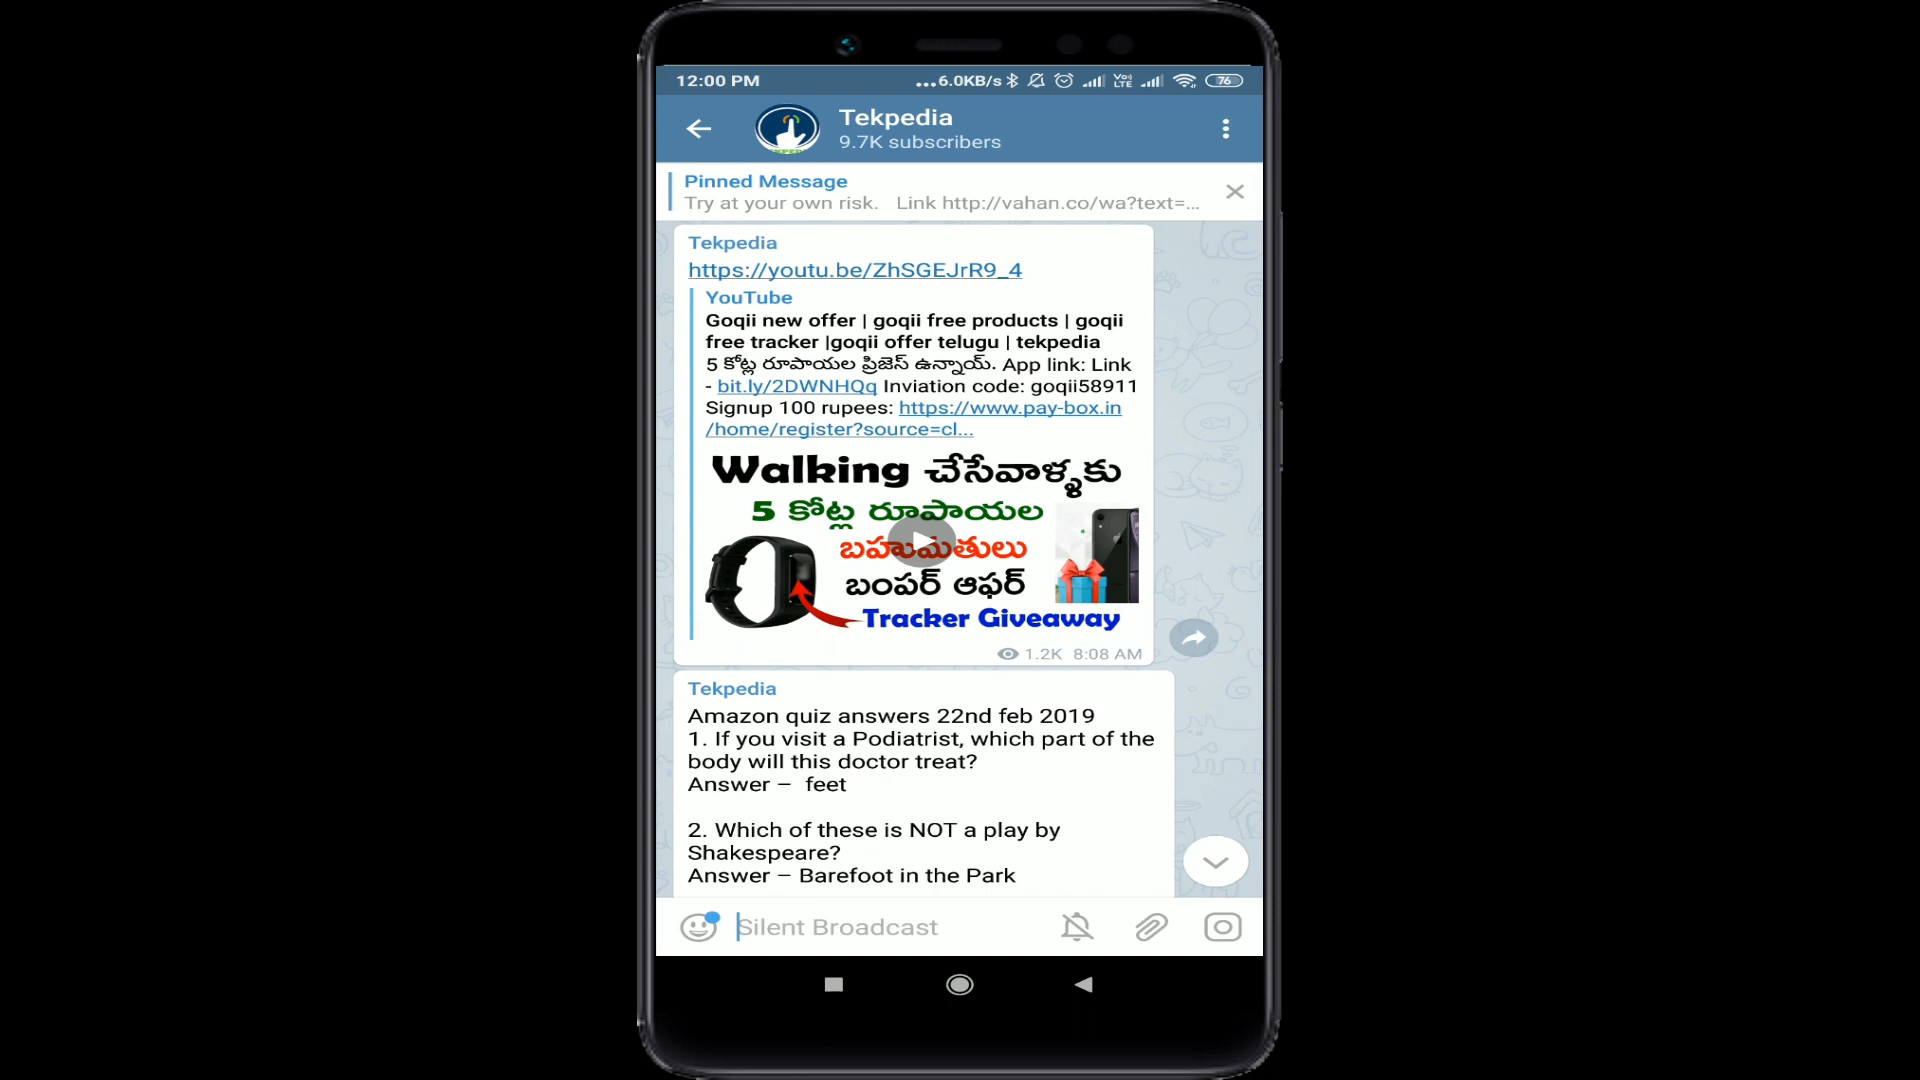 12:00 PM
...6.0KB/s
Vo)) LTE
76
Tekpedia
9.7K subscribers
Pinned Message
Try at your own risk. Link http://vahan.co/wa?text=...
Tekpedia
https://youtu.be/ZhSGEJrR9_4
YouTube
Goqii new offer | goqii free products | goqii
free tracker |goqii offer telugu | tekpedia
5 కోట్ల రూపాయల ప్రిజెస్ ఉన్నాయ్. App link: Link
- bit.ly/2DWNHQq Inviation code: goqii58911
Signup 100 rupees: https://www.pay-box.in
/home/register?source=cl...
Walking చేసేవాళ్ళకు
5 కోట్ల రూపాయల
బహుమతులు
బంపర్ ఆఫర్
Tracker Giveaway
1.2K 8:08 AM
Tekpedia
Amazon quiz answers 22nd feb 2019
1. If you visit a Podiatrist, which part of the
body will this doctor treat?
Answer – feet
2. Which of these is NOT a play by
Shakespeare?
Answer – Barefoot in the Park
Silent Broadcast